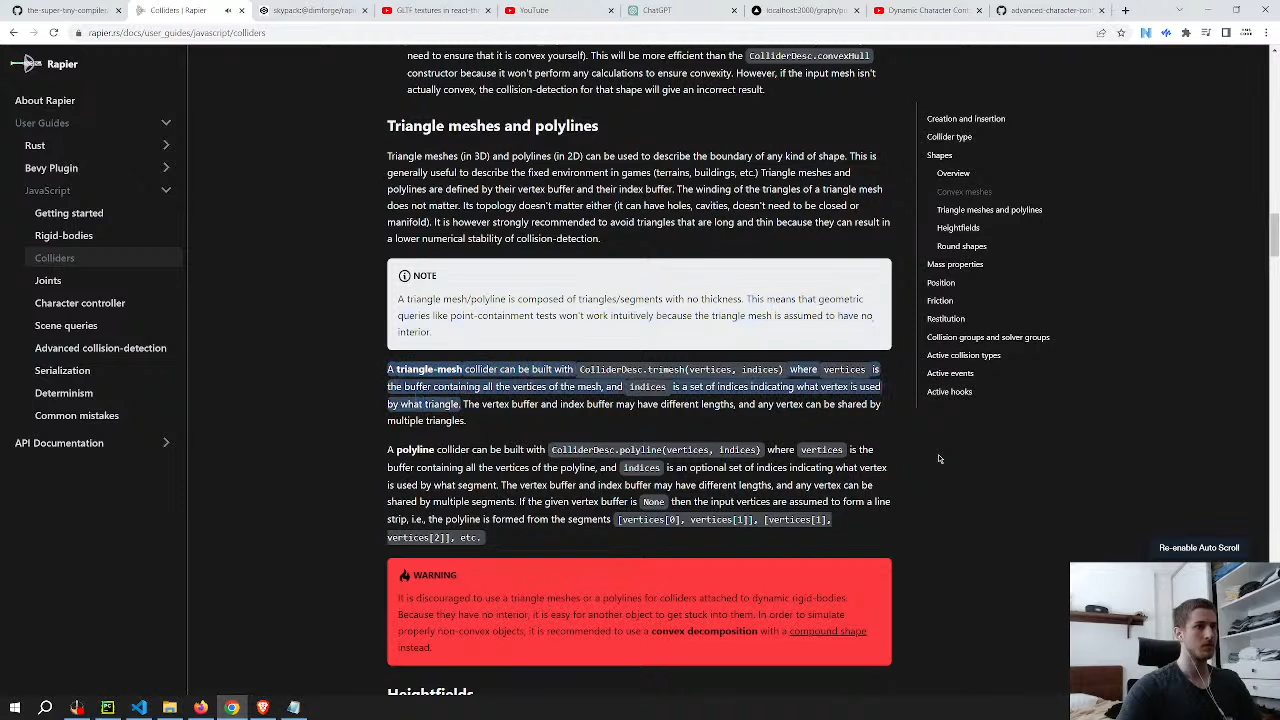 the-super-tiny-compiler
Colliders | Rapier
skypack@dimforge/rapi
GLTF textures in react-thr
YouTube
ChatGPT
localhost:3000/graph/po
Dynamic Character Cont
advanced-character-con
rapier.rs/docs/user_guides/javascript/colliders
Rapier
About Rapier
User Guides
Rust
Bevy Plugin
JavaScript
Getting started
Rigid-bodies
Colliders
Joints
Character controller
Scene queries
Advanced collision-detection
Serialization
Determinism
Common mistakes
API Documentation
need to ensure it is convex yourself). This will be more efficient than the ColliderDesc.convexHull
constructor because it won't perform any calculations to ensure convexity. However, if the input mesh isn't
actually convex, the collision-detection for that shape will give an incorrect result.
Triangle meshes and polylines
Triangle meshes (in 3D) and polylines (in 2D) can be used to describe the boundary of any kind of shape. This is
generally useful to describe the fixed environment in games (terrains, buildings, etc.) Triangle meshes and
polylines are defined by their vertex buffer and their index buffer. The winding of the triangles of a triangle mesh
does not matter. Its topology doesn't matter either (it can have holes, cavities, doesn't need to be closed or
manifold). It is however strongly recommended to avoid triangles that are long and thin because they can result in
a lower numerical stability of collision-detection.
NOTE
A triangle mesh/polyline is composed of triangles/segments with no thickness. This means that geometric
queries like point-containment tests won't work intuitively because the triangle mesh is assumed to have no
interior.
A triangle-mesh collider can be built with ColliderDesc.trimesh(vertices, indices) where vertices is
the buffer containing all the vertices of the mesh, and indices is a set of indices indicating what vertex is used
by what triangle. The vertex buffer and index buffer may have different lengths, and any vertex can be shared by
multiple triangles.
A polyline collider can be built with ColliderDesc.polyline(vertices, indices) where vertices is the
buffer containing all the vertices of the polyline, and indices is an optional set of indices indicating what vertex
is used by what segment. The vertex buffer and index buffer may have different lengths, and any vertex can be
shared by multiple segments. If the given vertex buffer is None then the input vertices are assumed to form a line
strip, i.e., the polyline is formed from the segments [vertices[0], vertices[1]], [vertices[1],
vertices[2]], etc.
WARNING
It is discouraged to use a triangle meshes or a polylines for colliders attached to dynamic rigid-bodies.
Because they have no interior, it is easy for another object to get stuck into them. In order to simulate
properly non-convex objects, it is recommended to use a convex decomposition with a compound shape
instead.
Heightfields
Creation and insertion
Collider type
Shapes
Overview
Convex meshes
Triangle meshes and polylines
Heightfields
Round shapes
Mass properties
Position
Friction
Restitution
Collision groups and solver groups
Active collision types
Active events
Active hooks
Re-enable Auto Scroll